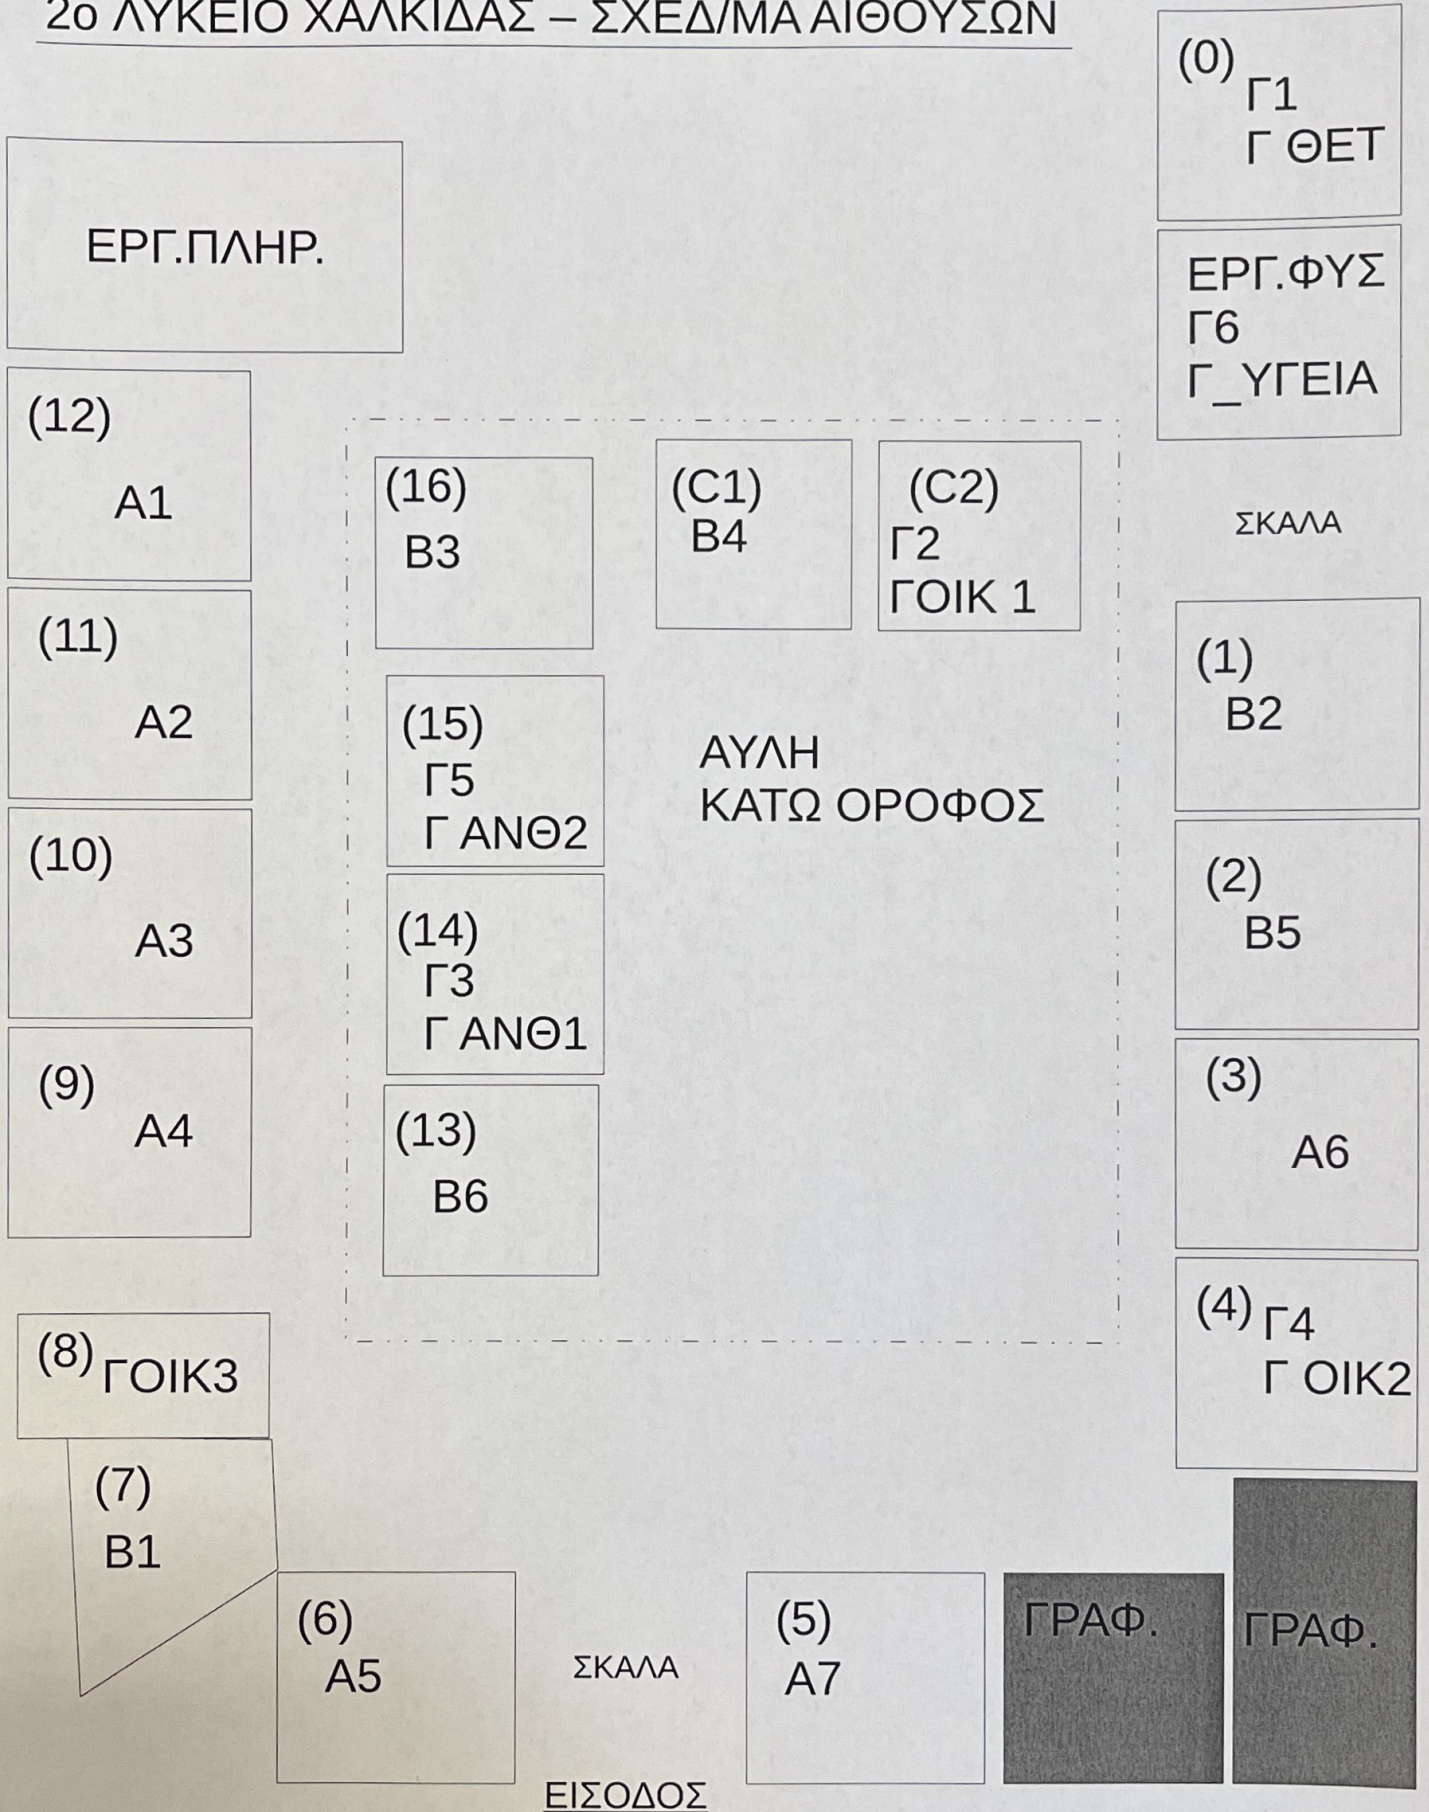 2ο ΛΥΚΕΙΟ ΧΑΛΚΙΔΑΣ – ΣΧΕΔ/ΜΑ ΑΙΘΟΥΣΩΝ
(0)
Γ1
Γ ΘΕΤ
ΕΡΓ.ΠΛΗΡ.
ΕΡΓ.ΦΥΣ
Γ6
Γ_ΥΓΕΙΑ
(12)
Α1
(16)
Β3
(C1)
Β4
(C2)
Γ2
ΓΟΙΚ 1
ΣΚΑΛΑ
(11)
Α2
(1)
Β2
(15)
Γ5
Γ ΑΝΘ2
ΑΥΛΗ
ΚΑΤΩ ΟΡΟΦΟΣ
(10)
Α3
(2)
Β5
(14)
Γ3
Γ ΑΝΘ1
(9)
Α4
(3)
Α6
(13)
Β6
(8)
ΓΟΙΚ3
(4)
Γ4
Γ ΟΙΚ2
(7)
Β1
(6)
Α5
ΣΚΑΛΑ
(5)
Α7
ΓΡΑΦ.
ΓΡΑΦ.
ΕΙΣΟΔΟΣ